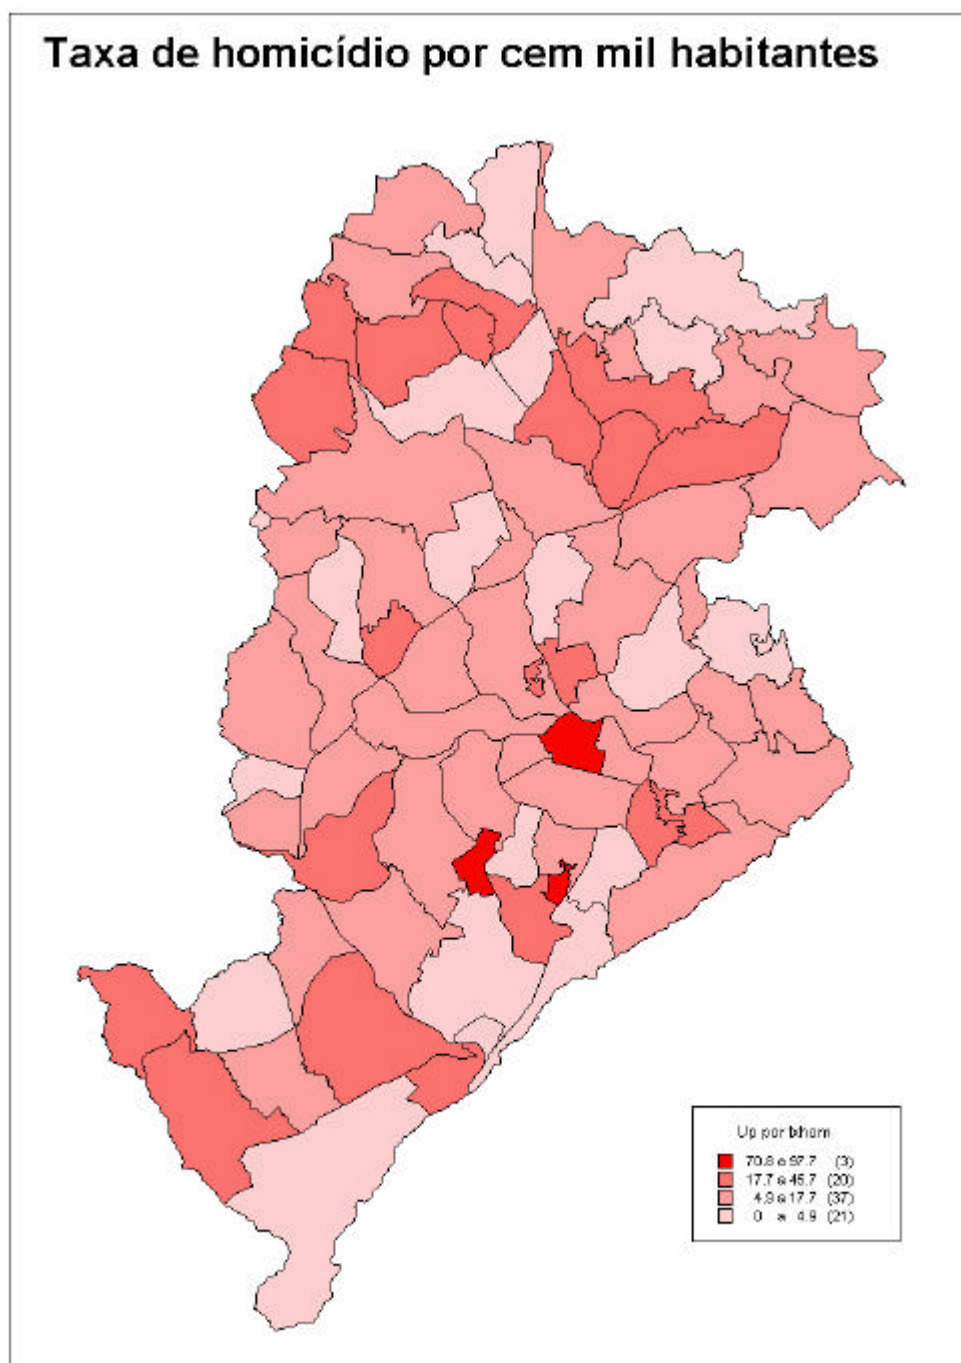 Taxa de homicídio por cem mil habitantes
Up por txhom
70.8 a 97.7 (3)
17.7 a 45.7 (20)
4.9 a 17.7 (37)
0 a 4.9 (21)